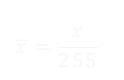 x̄ = x / 255